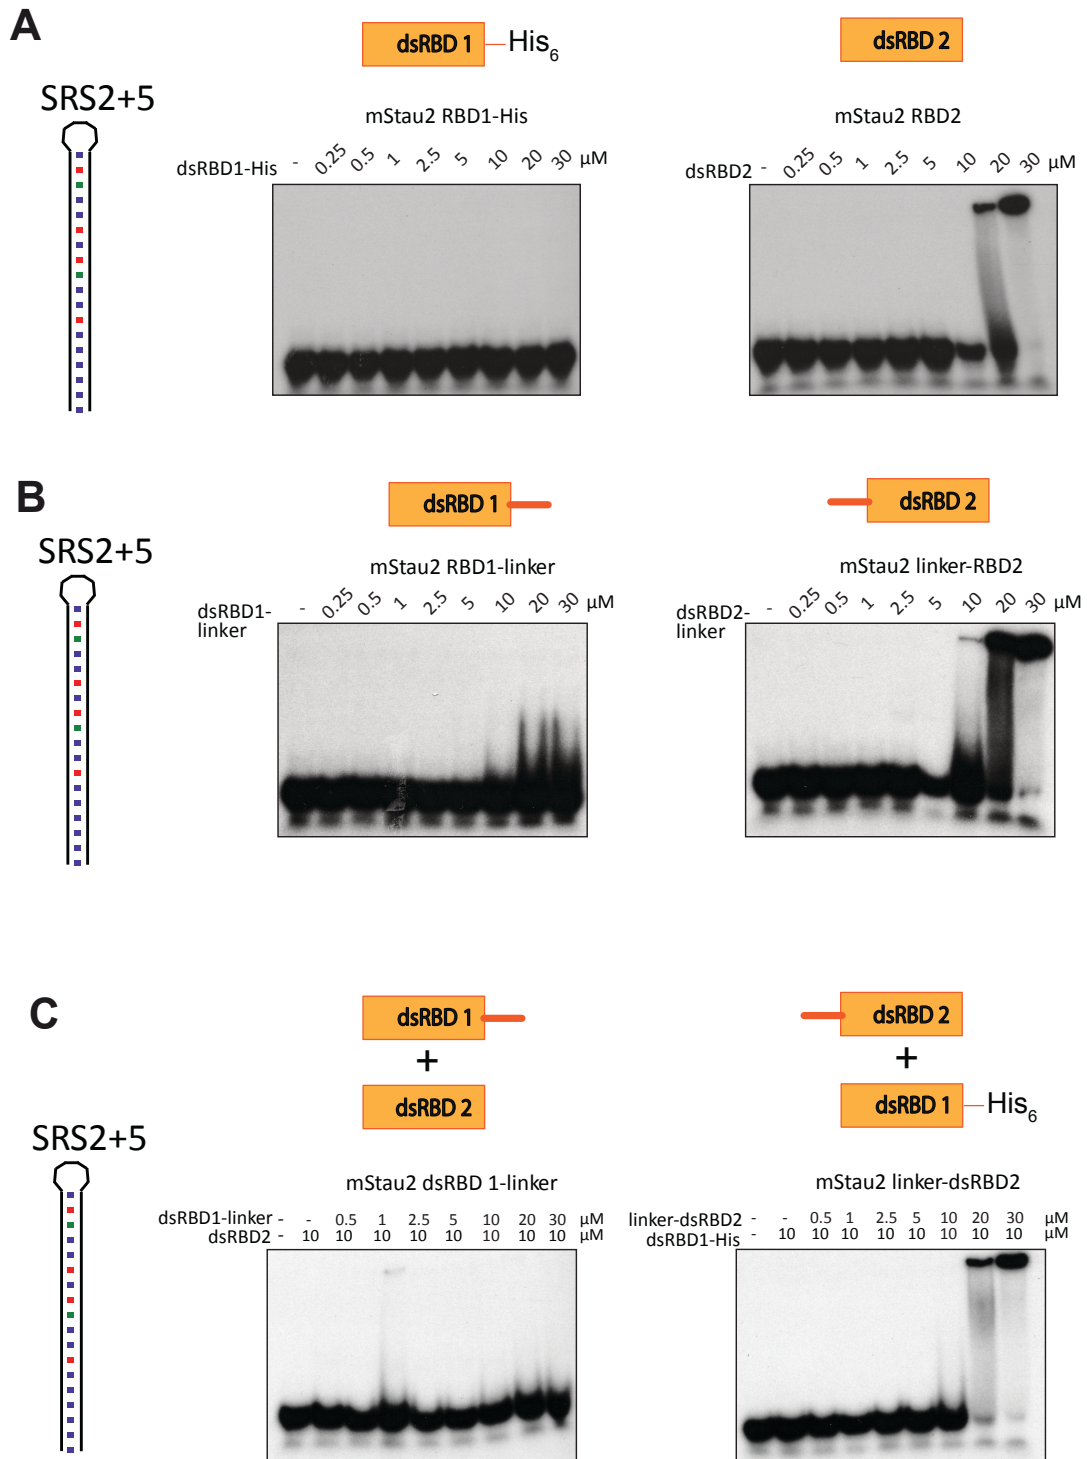 A
dsRBD 1 His6
dsRBD 2
SRS2+5
mStau2 RBD1-His
mStau2 RBD2
dsRBD1-His - 0.25 0.5 1 2.5 5 10 20 30 µM
dsRBD2 - 0.25 0.5 1 2.5 5 10 20 30 µM
B
dsRBD 1
dsRBD 2
SRS2+5
mStau2 RBD1-linker
mStau2 linker-RBD2
dsRBD1-
linker
- 0.25 0.5 1 2.5 5 10 20 30 µM
dsRBD2-
linker
- 0.25 0.5 1 2.5 5 10 20 30 µM
C
dsRBD 1
+
dsRBD 2
dsRBD 2
+
dsRBD 1 His6
SRS2+5
mStau2 dsRBD 1-linker
dsRBD1-linker - - 0.5 1 2.5 5 10 20 30 µM
dsRBD2 - 10 10 10 10 10 10 10 10 µM
mStau2 linker-dsRBD2
linker-dsRBD2 - - 0.5 1 2.5 5 10 20 30 µM
dsRBD1-His - 10 10 10 10 10 10 10 10 µM